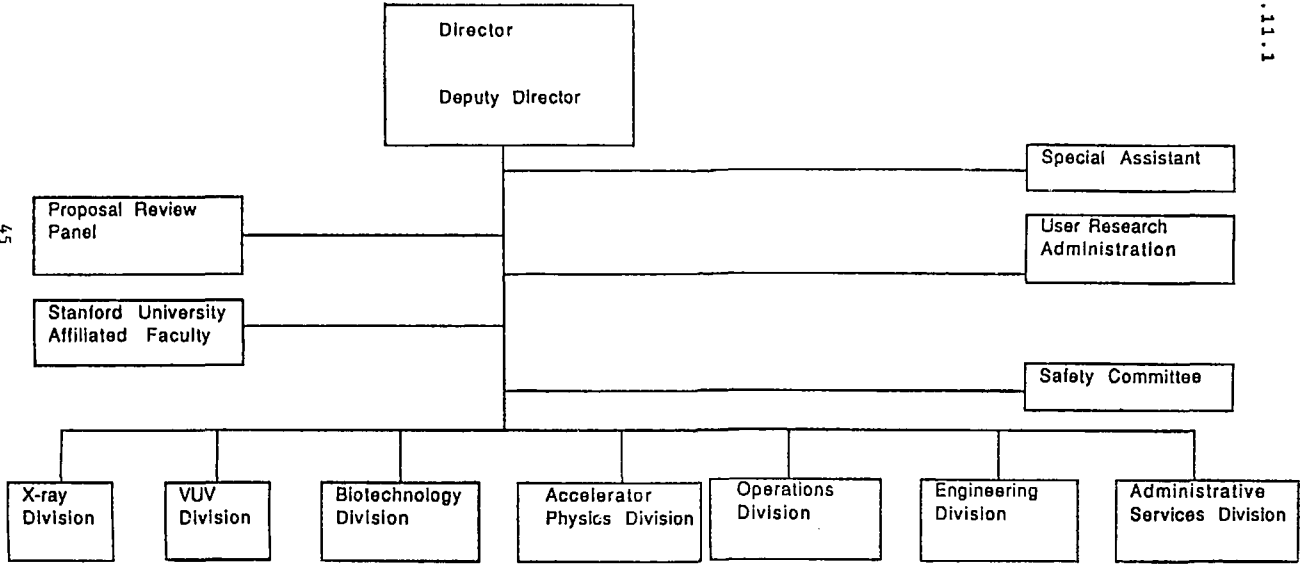 Director
Deputy Director
.11.1
Special Assistant
Proposal Review
Panel
User Research
Administration
45
Stanford University
Affiliated Faculty
Safety Committee
X-ray
Division
VUV
Division
Biotechnology
Division
Accelerator
Physics Division
Operations
Division
Engineering
Division
Administrative
Services Division